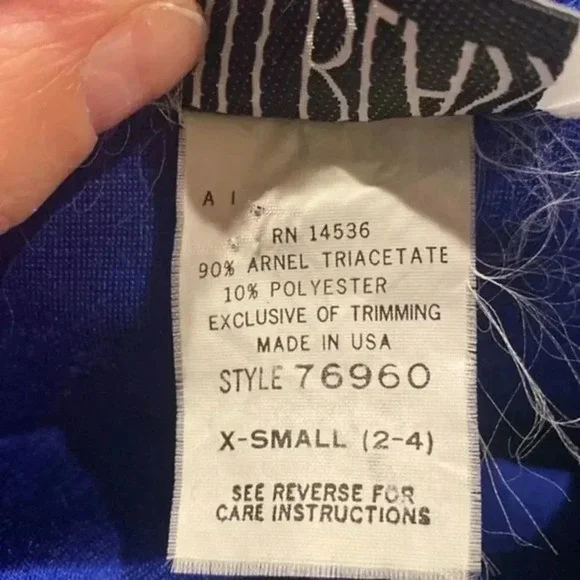 A I
RN 14536
90% ARNEL TRIACETATE
10% POLYESTER
EXCLUSIVE OF TRIMMING
MADE IN USA
STYLE 76960
X-SMALL (2-4)
SEE REVERSE FOR
CARE INSTRUCTIONS